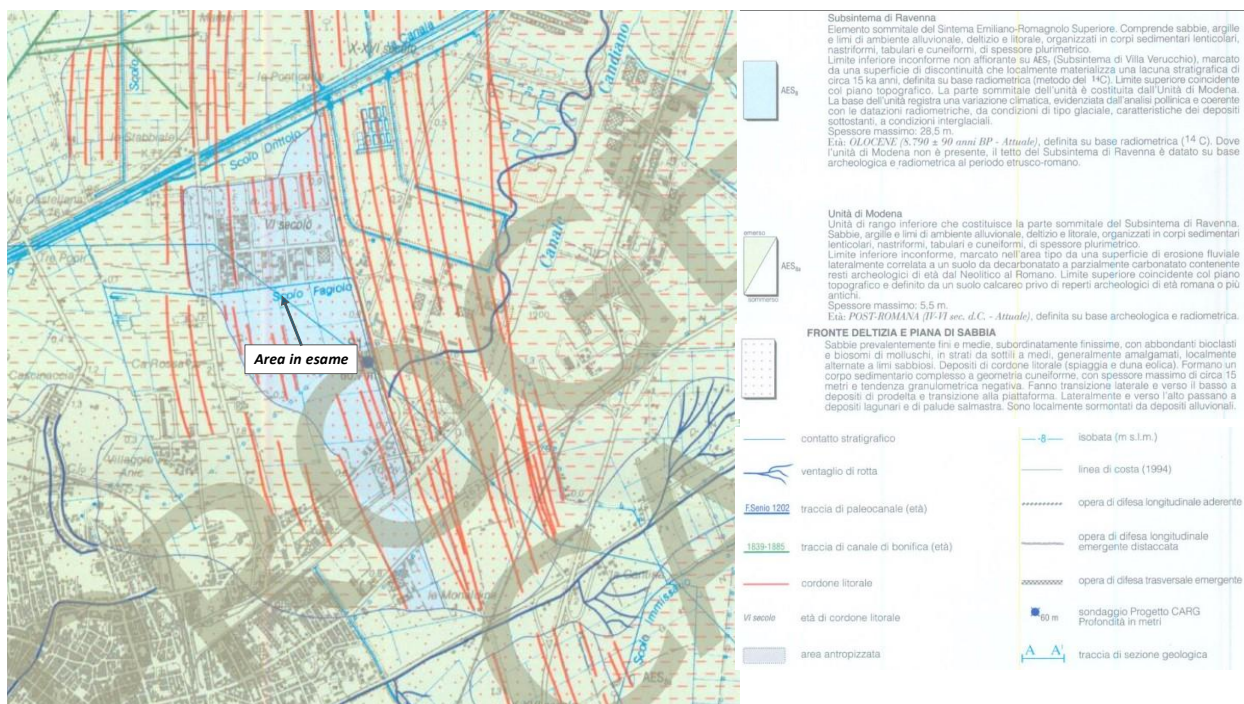 Canala
Candiano
X-XVI secolo
Scolo
Scolo Drittolo
le Stabbiale
VI secolo
Canale
Tre Ponti
Scolo Fagiolo
Area in esame
1200
Ca Rossa
Villaggio
Anic
Scolo Immissario
AES
PROGETTO
CA
Subsintema di Ravenna
Elemento sommitale del Sintema Emiliano-Romagnolo Superiore. Comprende sabbie, argille
e limi di ambiente alluvionale, deltizio e litorale, organizzati in corpi sedimentari lenticolari,
nastriformi, tabulari e cuneiformi, di spessore plurimetrico.
Limite inferiore inconforme non affiorante su AES₇ (Subsintema di Villa Verucchio), marcato
da una superficie di discontinuità che localmente materializza una lacuna stratigrafica di
circa 15 ka anni, definita su base radiometrica (metodo del ¹⁴C). Limite superiore coincidente
col piano topografico. La parte sommitale dell'unità è costituita dall'Unità di Modena.
La base dell'unità registra una variazione climatica, evidenziata dall'analisi pollinica e coerente
con le datazioni radiometriche, da condizioni di tipo glaciale, caratteristiche dei depositi
sottostanti, a condizioni interglaciali.
Spessore massimo: 28,5 m.
Età: OLOCENE (8.790 ± 90 anni BP - Attuale), definita su base radiometrica (¹⁴ C). Dove
l'unità di Modena non è presente, il tetto del Subsintema di Ravenna è datato su base
archeologica e radiometrica al periodo etrusco-romano.
AES₈
Unità di Modena
Unità di rango inferiore che costituisce la parte sommitale del Subsintema di Ravenna.
Sabbie, argille e limi di ambiente alluvionale, deltizio e litorale, organizzati in corpi sedimentari
lenticolari, nastriformi, tabulari e cuneiformi, di spessore plurimetrico.
Limite inferiore inconforme, marcato nell'area tipo da una superficie di erosione fluviale
lateralmente correlata a un suolo da decarbonatato a parzialmente carbonatato contenente
resti archeologici di età dal Neolitico al Romano. Limite superiore coincidente col piano
topografico e definito da un suolo calcareo privo di reperti archeologici di età romana o più
antichi.
Spessore massimo: 5,5 m.
Età: POST-ROMANA (IV-VI sec. d.C. - Attuale), definita su base archeologica e radiometrica.
emerso
AES₈ₐ
sommerso
FRONTE DELTIZIA E PIANA DI SABBIA
Sabbie prevalentemente fini e medie, subordinatamente finissime, con abbondanti bioclasti
e biosomi di molluschi, in strati da sottili a medi, generalmente amalgamati, localmente
alternate a limi sabbiosi. Depositi di cordone litorale (spiaggia e duna eolica). Formano un
corpo sedimentario complesso a geometria cuneiforme, con spessore massimo di circa 15
metri e tendenza granulometrica negativa. Fanno transizione laterale e verso il basso a
depositi di prodelta e transizione alla piattaforma. Lateralmente e verso l'alto passano a
depositi lagunari e di palude salmastra. Sono localmente sormontati da depositi alluvionali.
contatto stratigrafico
ventaglio di rotta
F.Senio 1202 traccia di paleocanale (età)
1839-1885 traccia di canale di bonifica (età)
cordone litorale
VI secolo età di cordone litorale
area antropizzata
-8- isobata (m s.l.m.)
linea di costa (1994)
opera di difesa longitudinale aderente
opera di difesa longitudinale
emergente distaccata
opera di difesa trasversale emergente
60 m sondaggio Progetto CARG
Profondità in metri
A A' traccia di sezione geologica